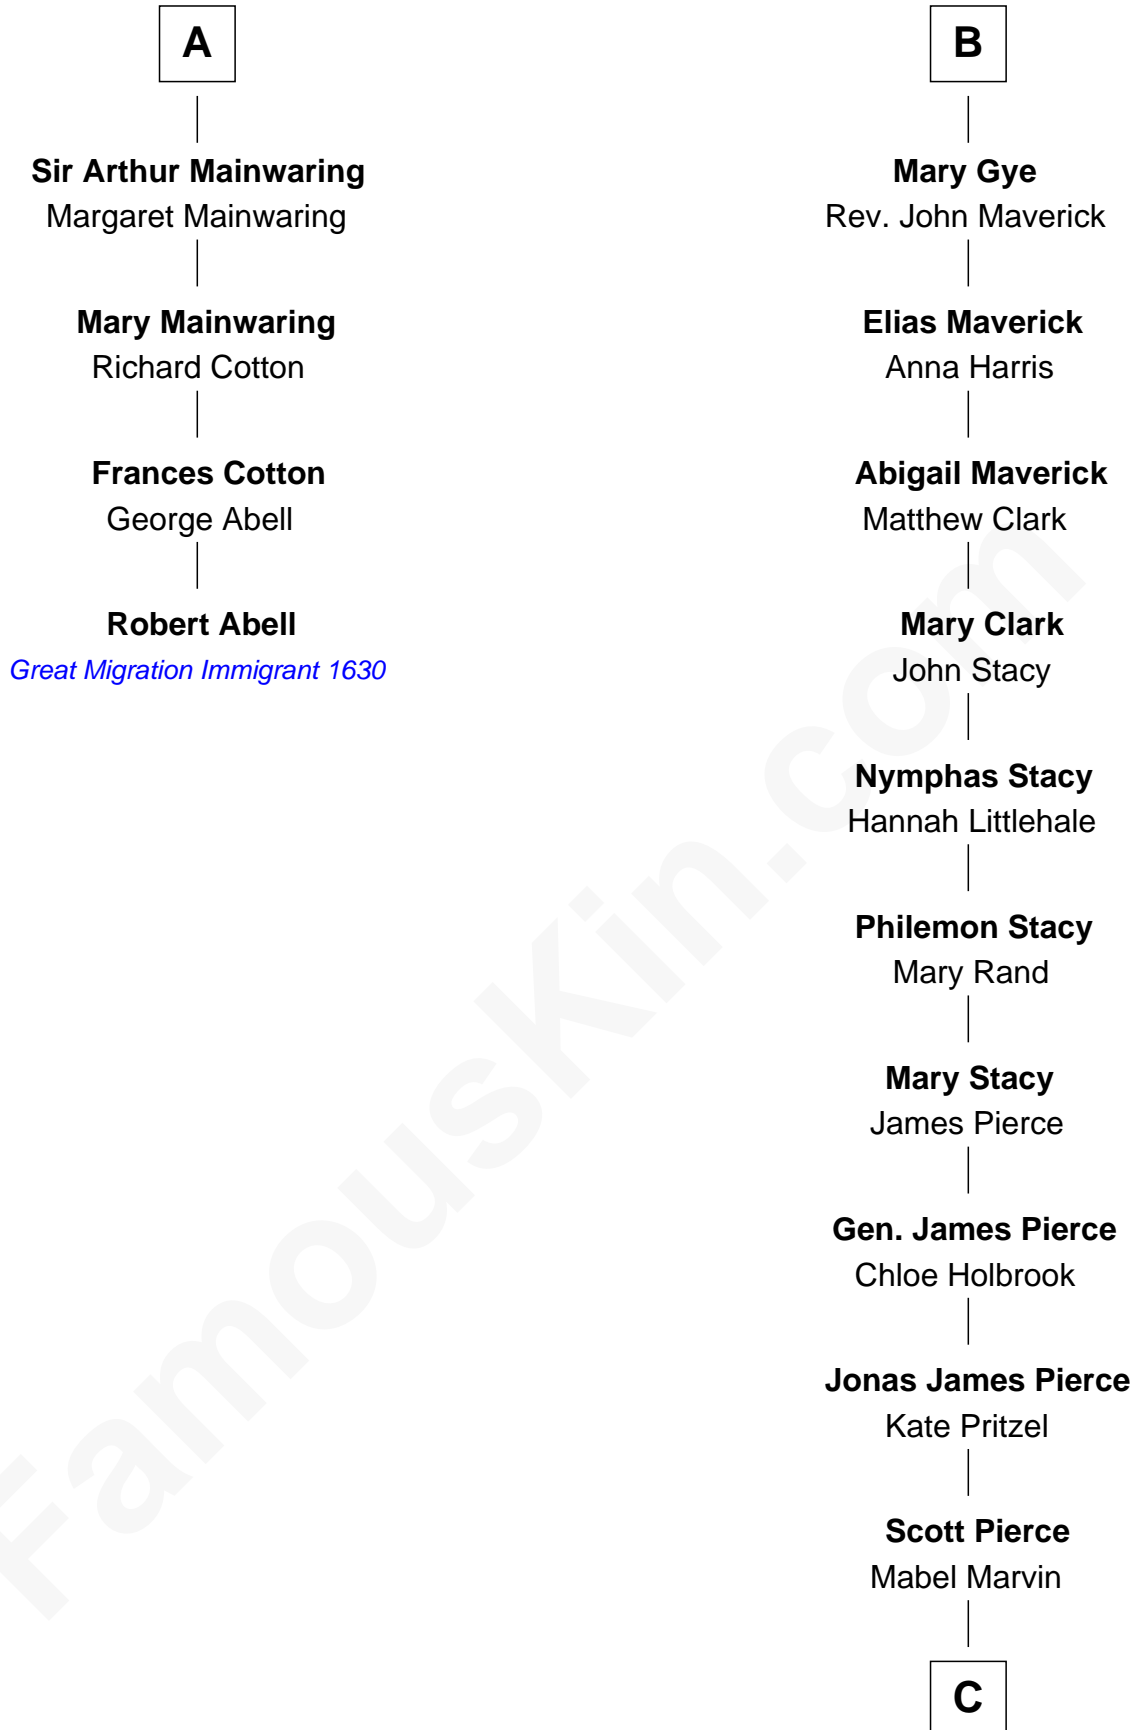 A
Sir Arthur Mainwaring
Margaret Mainwaring
Mary Mainwaring
Richard Cotton
Frances Cotton
George Abell
Robert Abell
Great Migration Immigrant 1630
B
Mary Gye
Rev. John Maverick
Elias Maverick
Anna Harris
Abigail Maverick
Matthew Clark
Mary Clark
John Stacy
Nymphas Stacy
Hannah Littlehale
Philemon Stacy
Mary Rand
Mary Stacy
James Pierce
Gen. James Pierce
Chloe Holbrook
Jonas James Pierce
Kate Pritzel
Scott Pierce
Mabel Marvin
C
FamousKin.com